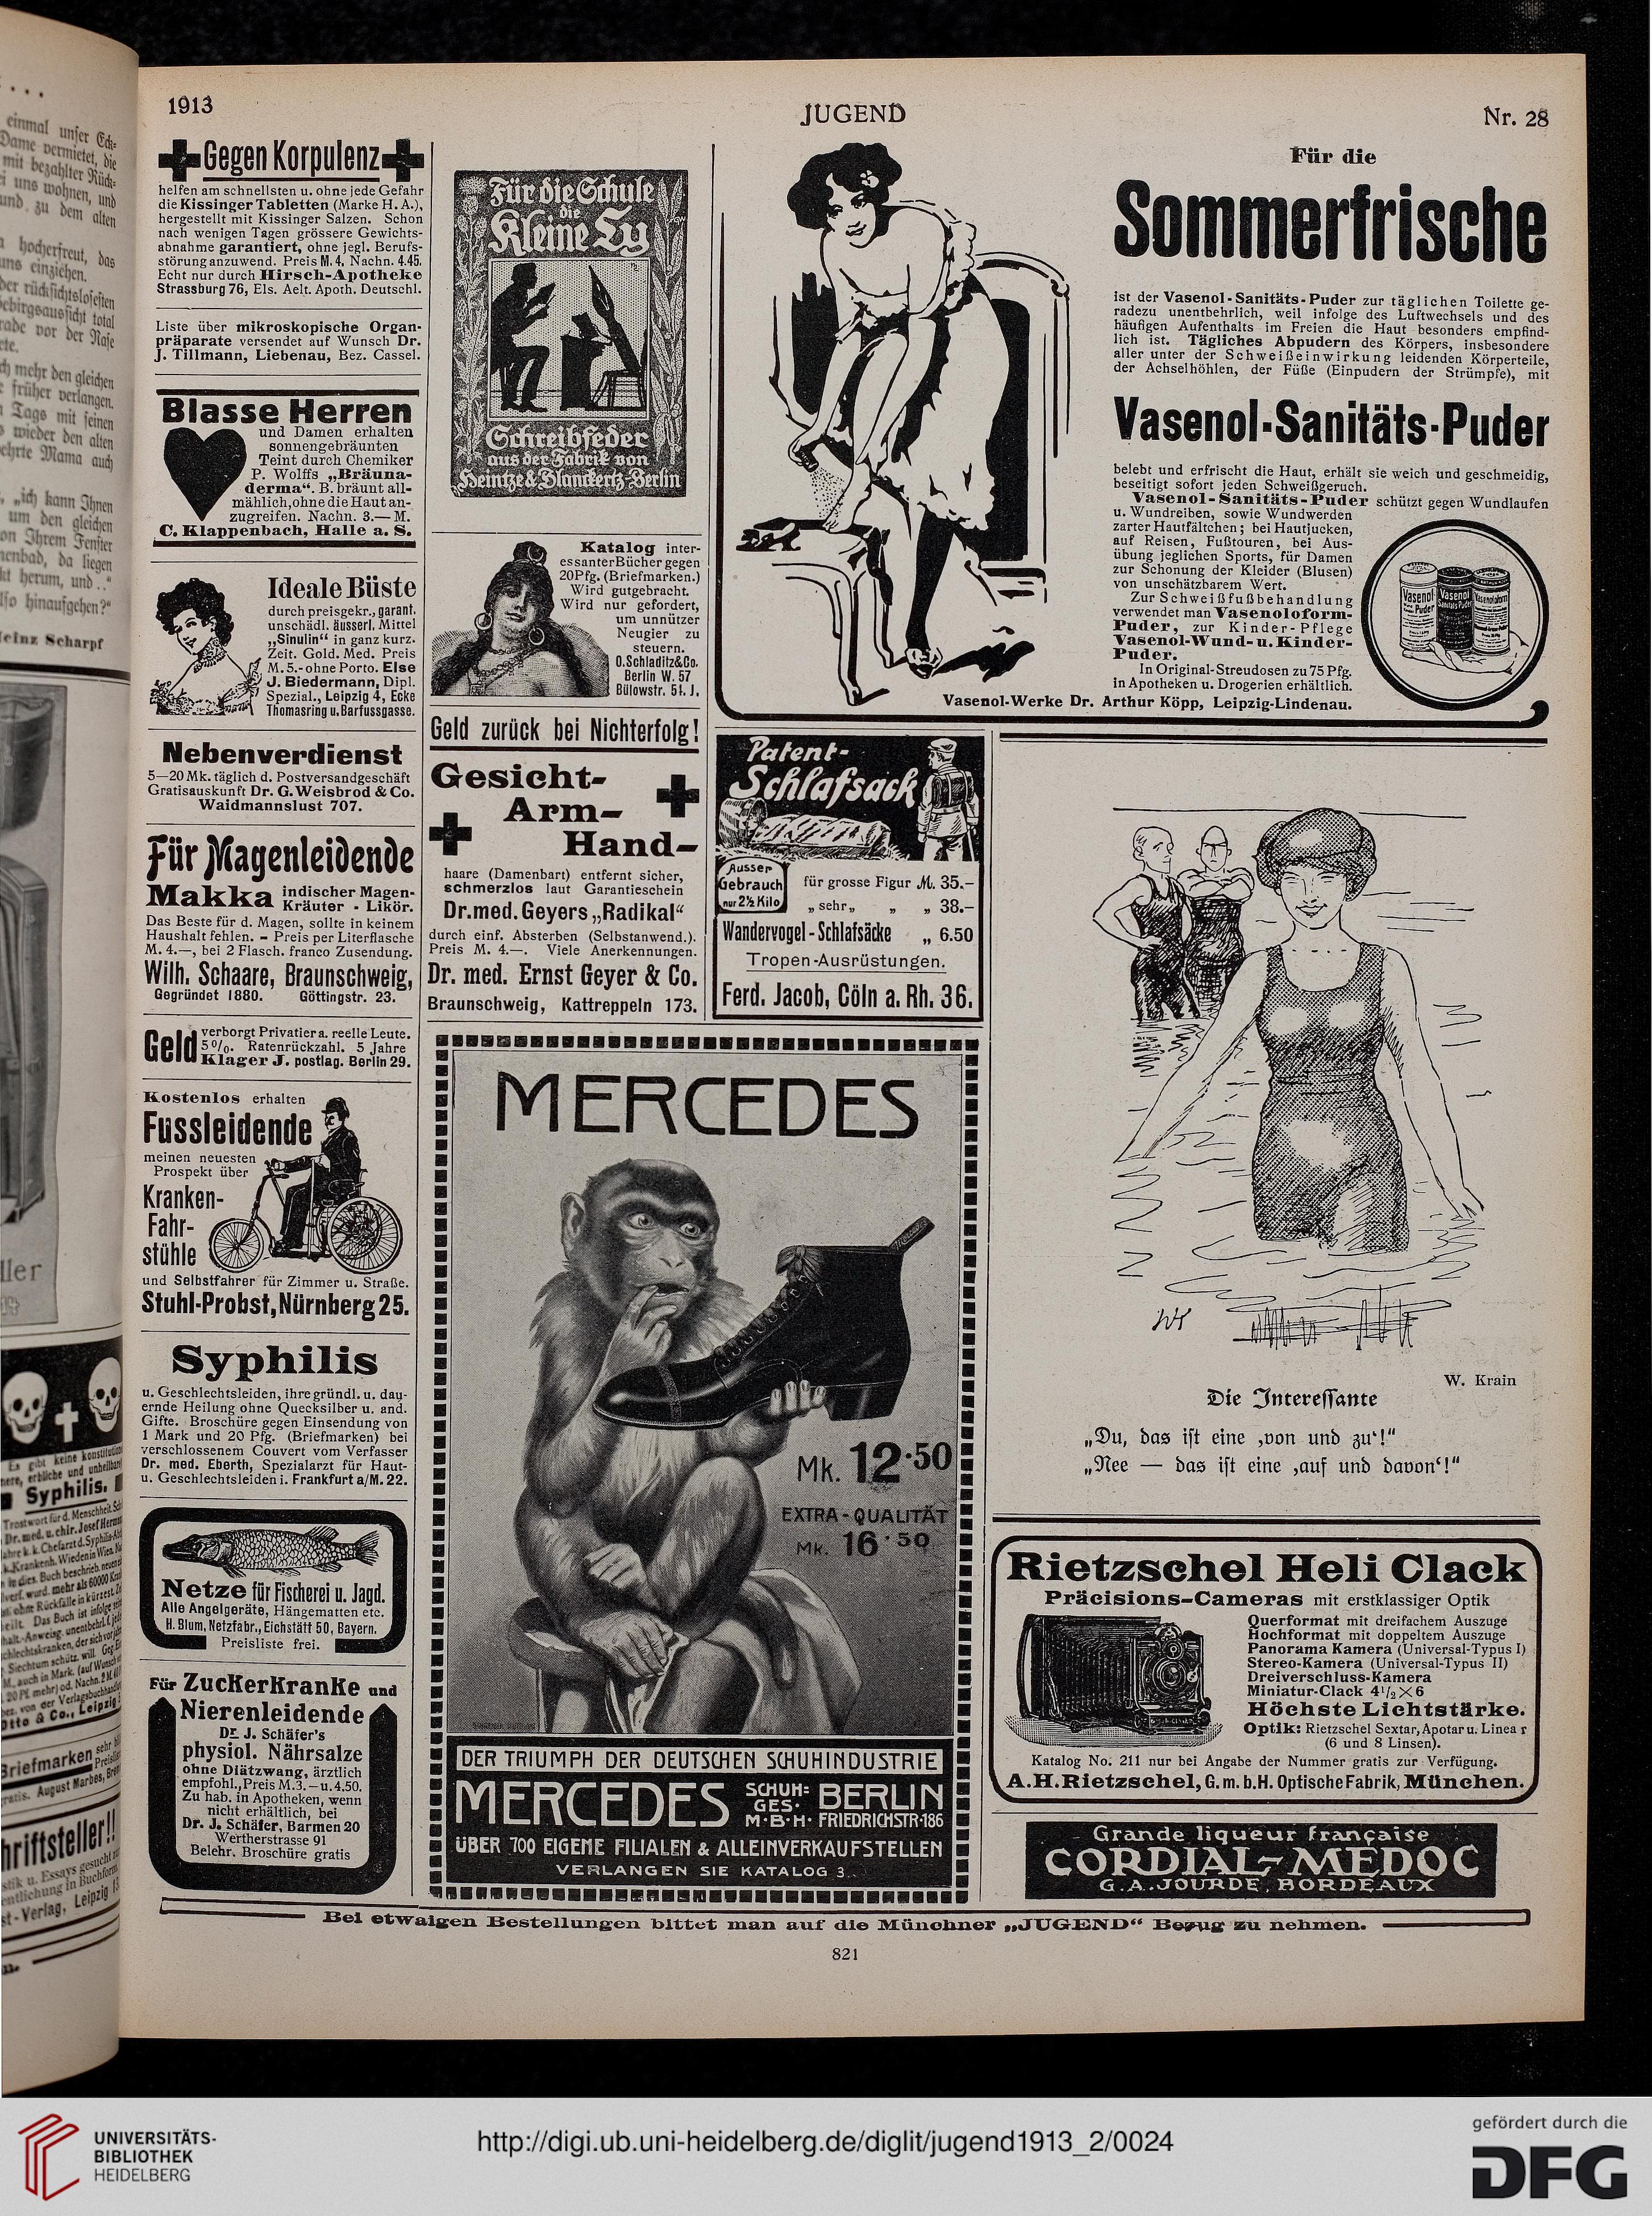 1913
JUGEND
Nr. 28
Gegen Korpulenz
helfen am schnellsten u. ohne jede Gefahr
die Kissinger Tabletten (Marke H. A.),
hergestellt mit Kissinger Salzen. Schon
nach wenigen Tagen grössere Gewichts-
abnahme garantiert, ohne jegl. Berufs-
störung anzuwend. Preis M. 4, Nachn. 4.45.
Echt nur durch Hirsch-Apotheke
Strassburg 76, Els. Aelt. Apoth. Deutschl.
Liste über mikroskopische Organ-
präparate versendet auf Wunsch Dr.
J. Tillmann, Liebenau, Bez. Cassel.
Blasse Herren
und Damen erhalten
sonnengebräunten
Teint durch Chemiker
P. Wolffs „Bräuna-
derma“. B. bräunt all-
mählich, ohne die Haut an-
zugreifen. Nachn. 3.— M.
C. Klappenbach, Halle a. S.
Ideale Büste
durch preisgekr., garant.
unschädl. äusserl. Mittel
„Sinulin“ in ganz kurz.
Zeit. Gold. Med. Preis
M. 5.- ohne Porto. Else
J. Biedermann, Dipl.
Spezial., Leipzig 4, Ecke
Thomasring u. Barfussgasse.
Nebenverdienst
5—20 Mk. täglich d. Postversandgeschäft
Gratisauskunft Dr. G. Weisbrod & Co.
Waidmannslust 707.
Für Magenleidende
Makka indischer Magen-
Kräuter - Likör.
Das Beste für d. Magen, sollte in keinem
Haushalt fehlen. - Preis per Literflasche
M. 4.—, bei 2 Flasch. franco Zusendung.
Wilh. Schaare, Braunschweig,
Gegründet 1880. Göttingstr. 23.
Geld verborgt Privatier a. reelle Leute.
5%. Ratenrückzahl. 5 Jahre
Klager J. postlag. Berlin 29.
Kostenlos erhalten
Fussleidende
meinen neuesten
Prospekt über
Kranken-
Fahr-
stühle
und Selbstfahrer für Zimmer u. Straße.
Stuhl-Probst, Nürnberg 25.
Syphilis
u. Geschlechtsleiden, ihre gründl. u. dau-
ernde Heilung ohne Quecksilber u. and.
Gifte. Broschüre gegen Einsendung von
1 Mark und 20 Pfg. (Briefmarken) bei
verschlossenem Couvert vom Verfasser
Dr. med. Eberth, Spezialarzt für Haut-
u. Geschlechtsleiden i. Frankfurt a/M. 22.
Netze für Fischerei u. Jagd.
Alle Angelgeräte, Hängematten etc.
H. Blum, Netzfabr., Eichstätt 50, Bayern.
Preisliste frei.
Für Zuckerkranke und
Nierenleidende
Dr. J. Schäfer's
physiol. Nährsalze
ohne Diätzwang, ärztlich
empfohl., Preis M. 3.— u. 4.50.
Zu hab. in Apotheken, wenn
nicht erhältlich, bei
Dr. J. Schäfer, Barmen 20
Wertherstrasse 91
Belehr. Broschüre gratis
Für die Schule
die
Kleine Ly
Schreibfeder
aus der Fabrik von
Heintze & Blanckertz-Berlin
Katalog inter-
essanter Bücher gegen
20 Pfg. (Briefmarken.)
Wird gutgebracht.
Wird nur gefordert,
um unnützer
Neugier zu
steuern.
O. Schladitz & Co.
Berlin W. 57
Bülowstr. 51. J.
Geld zurück bei Nichterfolg!
Gesicht-
Arm-
Hand-
haare (Damenbart) entfernt sicher,
schmerzlos laut Garantieschein
Dr. med. Geyers „Radikal“
durch einf. Absterben (Selbstanwend.).
Preis M. 4.—. Viele Anerkennungen.
Dr. med. Ernst Geyer & Co.
Braunschweig, Kattreppeln 173.
Für die
Sommerfrische
ist der Vasenol-Sanitäts-Puder zur täglichen Toilette ge-
radezu unentbehrlich, weil infolge des Luftwechsels und des
häufigen Aufenthalts im Freien die Haut besonders empfind-
lich ist. Tägliches Abpudern des Körpers, insbesondere
aller unter der Schweißeinwirkung leidenden Körperteile,
der Achselhöhlen, der Füße (Einpudern der Strümpfe), mit
Vasenol-Sanitäts-Puder
belebt und erfrischt die Haut, erhält sie weich und geschmeidig,
beseitigt sofort jeden Schweißgeruch.
Vasenol-Sanitäts-Puder schützt gegen Wundlaufen
u. Wundreiben, sowie Wundwerden
zarter Hautfältchen; bei Hautjucken,
auf Reisen, Fußtouren, bei Aus-
übung jeglichen Sports, für Damen
zur Schonung der Kleider (Blusen)
von unschätzbarem Wert.
Zur Schweißfußbehandlung
verwendet man Vasenoloform-
Puder, zur Kinder-Pflege
Vasenol-Wund- u. Kinder-
Puder.
In Original-Streudosen zu 75 Pfg.
in Apotheken u. Drogerien erhältlich.
Vasenol-Werke Dr. Arthur Köpp, Leipzig-Lindenau.
Patent-
Schlafsack
Ausser
Gebrauch
nur 2½ Kilo
für grosse Figur M. 35.–
„ sehr „ „ „ 38.–
Wandervogel-Schlafsäcke „ 6.50
Tropen-Ausrüstungen.
Ferd. Jacob, Cöln a. Rh. 36.
MERCEDES
Mk. 12.50
EXTRA-QUALITÄT
Mk. 16.50
DER TRIUMPH DER DEUTSCHEN SCHUHINDUSTRIE
MERCEDES SCHUH-GES. M.B.H. BERLIN
FRIEDRICHSTR. 186
ÜBER 700 EIGENE FILIALEN & ALLEINVERKAUFSTELLEN
VERLANGEN SIE KATALOG 3.
WK
W. Krain
Die Interessante
„Du, das ist eine ‚von und zu‘!“
„Nee — das ist eine ‚auf und davon‘!“
Rietzschel Heli Clack
Präcisions-Cameras mit erstklassiger Optik
Querformat mit dreifachem Auszuge
Hochformat mit doppeltem Auszuge
Panorama Kamera (Universal-Typus I)
Stereo-Kamera (Universal-Typus II)
Dreiverschluss-Kamera
Miniatur-Clack 4½×6
Höchste Lichtstärke.
Optik: Rietzschel Sextar, Apotar u. Linear
(6 und 8 Linsen).
Katalog No. 211 nur bei Angabe der Nummer gratis zur Verfügung.
A. H. Rietzschel, G. m. b. H. Optische Fabrik, München.
Grande liqueur française
CORDIAL-MEDOC
G. A. JOURDE, BORDEAUX
Bei etwaigen Bestellungen bittet man auf die Münchner „JUGEND“ Bezug zu nehmen.
821
UNIVERSITÄTS-
BIBLIOTHEK
HEIDELBERG
http://digi.ub.uni-heidelberg.de/diglit/jugend1913_2/0024
gefördert durch die
DFG